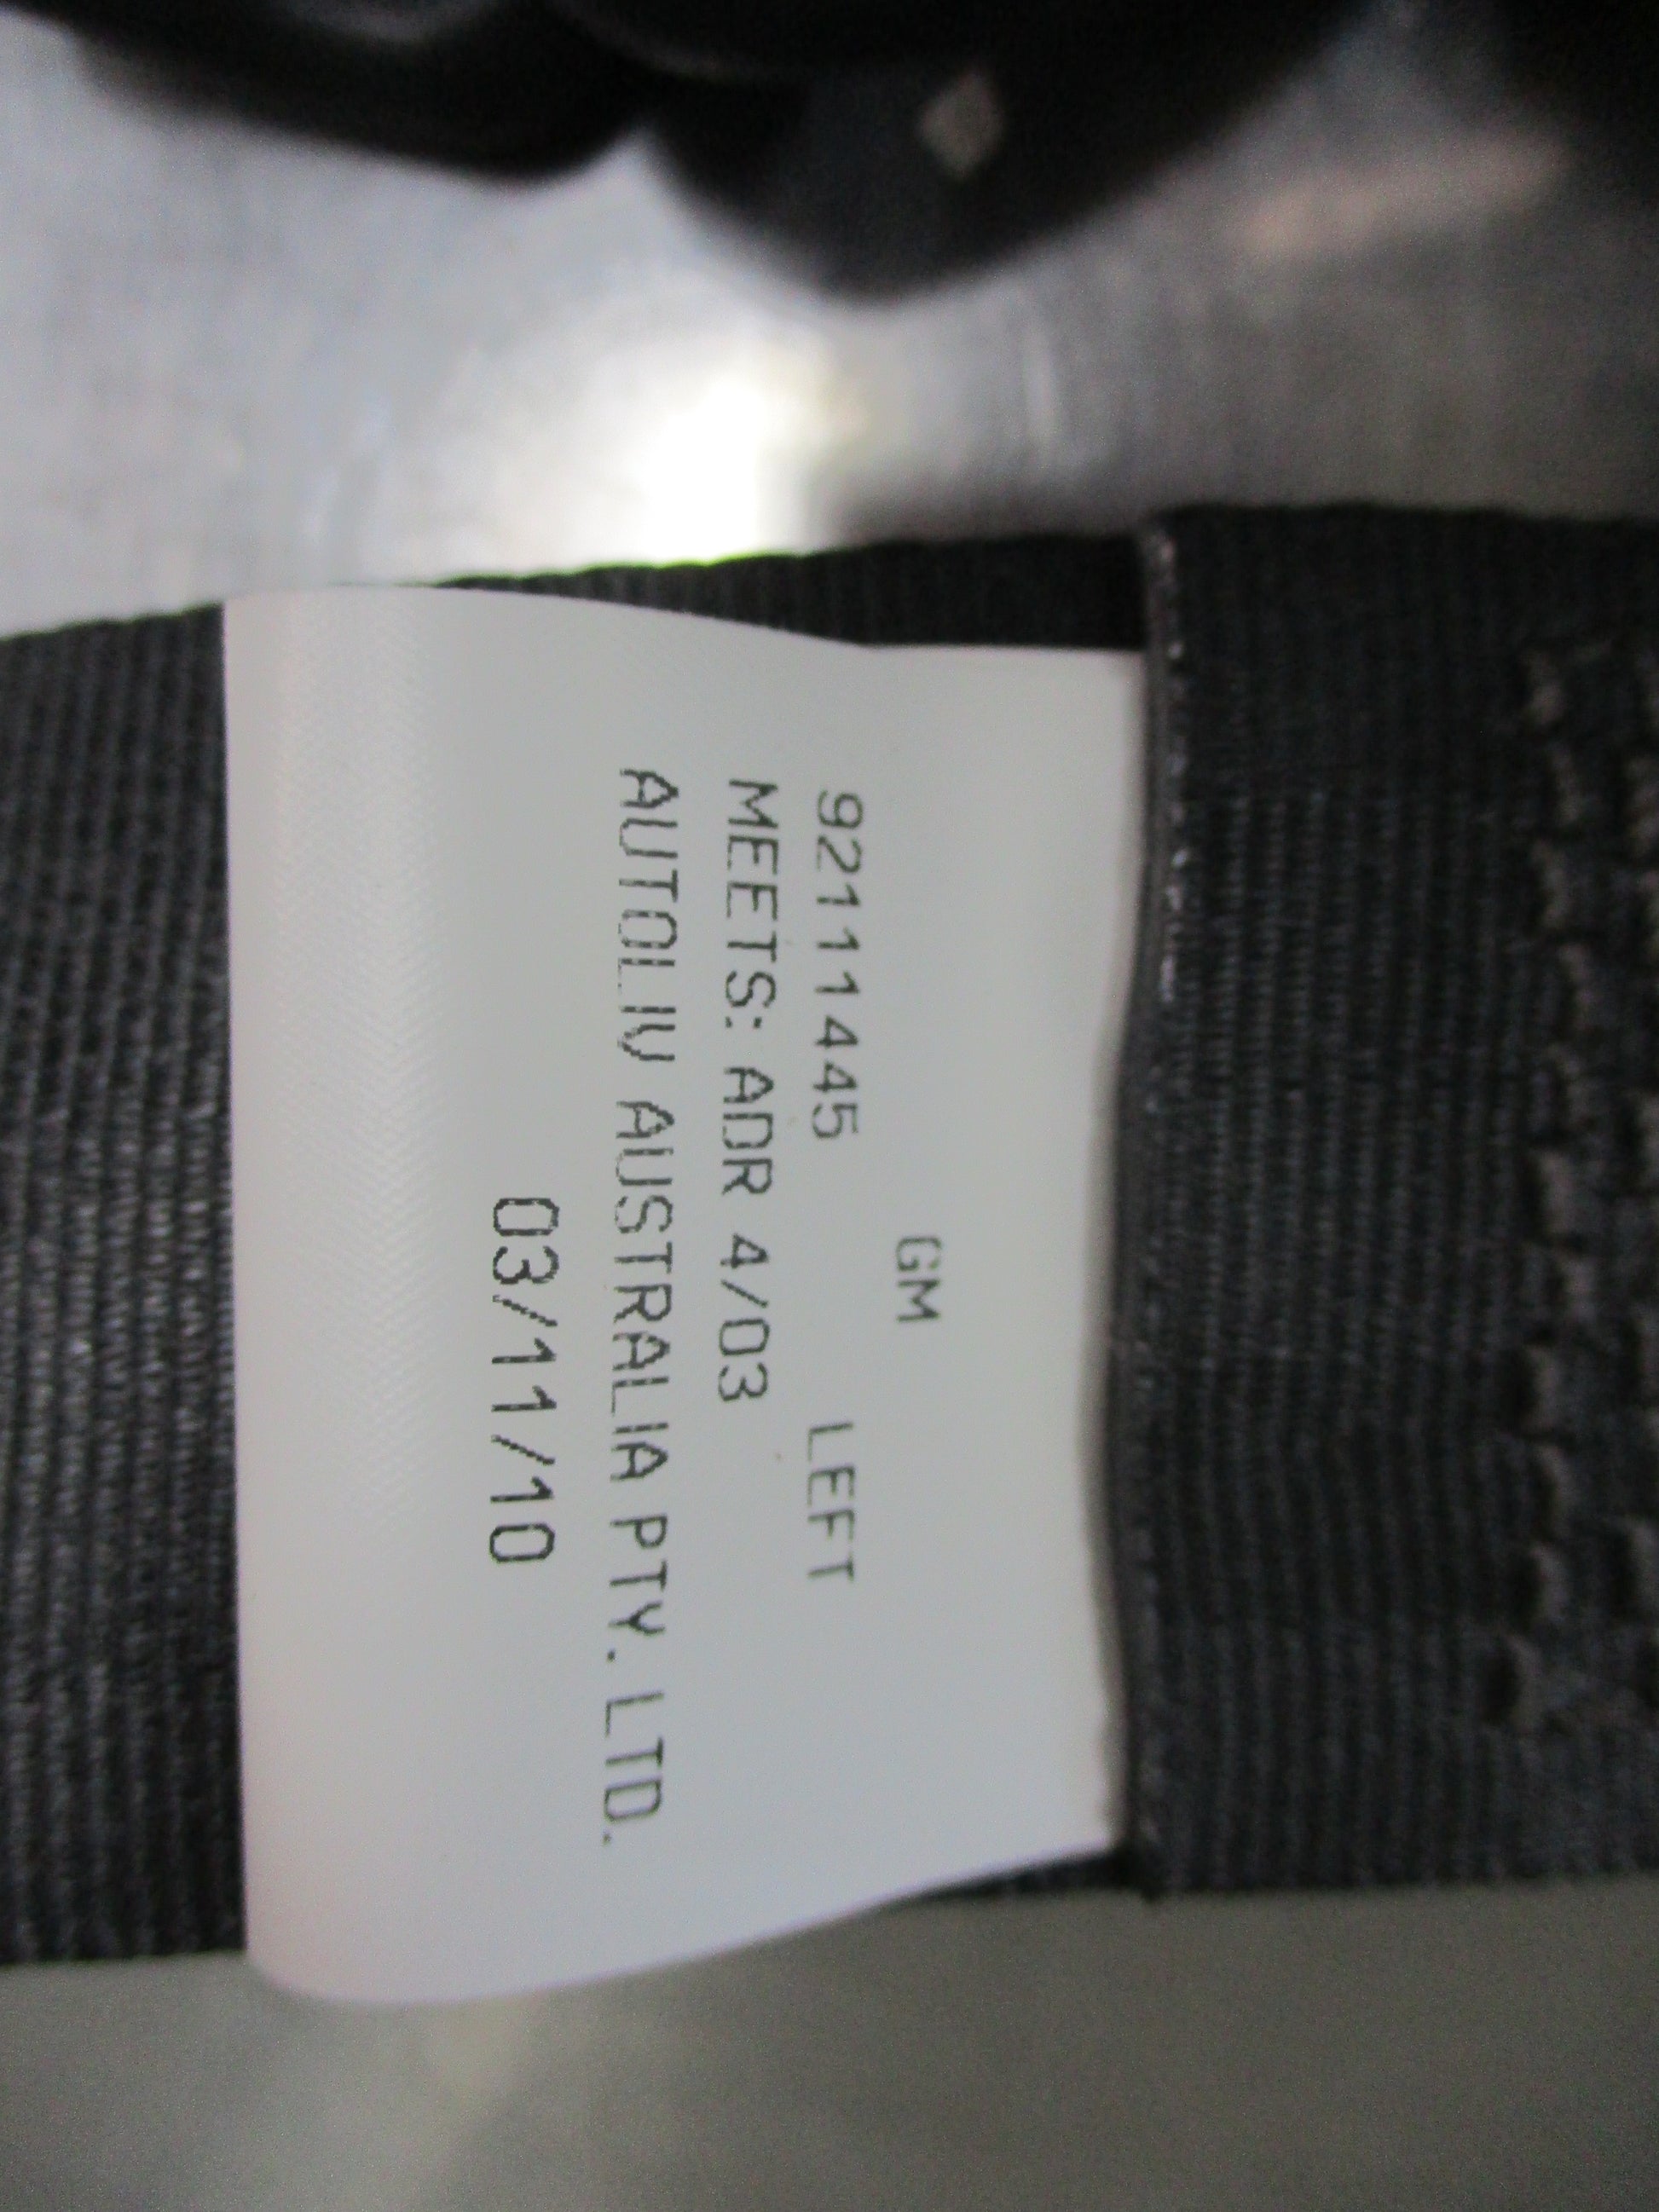 GM
92111445 LEFT
MEETS: ADR 4/03
AUTOLIV AUSTRALIA PTY. LTD.
03/11/10